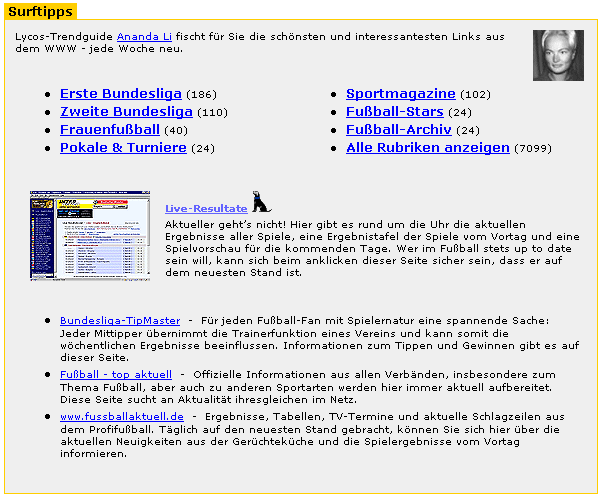 Surftipps
Lycos-Trendguide Ananda Li fischt für Sie die schönsten und interessantesten Links aus
dem WWW - jede Woche neu.
• Erste Bundesliga (186)
• Zweite Bundesliga (110)
• Frauenfußball (40)
• Pokale & Turniere (24)
• Sportmagazine (102)
• Fußball-Stars (24)
• Fußball-Archiv (24)
• Alle Rubriken anzeigen (7099)
Live-Resultate
Aktueller geht's nicht! Hier gibt es rund um die Uhr die aktuellen
Ergebnisse aller Spiele, eine Ergebnistafel der Spiele vom Vortag und eine
Spielvorschau für die kommenden Tage. Wer im Fußball stets up to date
sein will, kann sich beim anklicken dieser Seite sicher sein, dass er auf
dem neuesten Stand ist.
• Bundesliga-TipMaster - Für jeden Fußball-Fan mit Spielernatur eine spannende Sache:
Jeder Mittipper übernimmt die Trainerfunktion eines Vereins und kann somit die
wöchentlichen Ergebnisse beeinflussen. Informationen zum Tippen und Gewinnen gibt es auf
dieser Seite.
• Fußball - top aktuell - Offizielle Informationen aus allen Verbänden, insbesondere zum
Thema Fußball, aber auch zu anderen Sportarten werden hier immer aktuell aufbereitet.
Diese Seite sucht an Aktualität ihresgleichen im Netz.
• www.fussballaktuell.de - Ergebnisse, Tabellen, TV-Termine und aktuelle Schlagzeilen aus
dem Profifußball. Täglich auf den neuesten Stand gebracht, können Sie sich hier über die
aktuellen Neuigkeiten aus der Gerüchteküche und die Spielergebnisse vom Vortag
informieren.